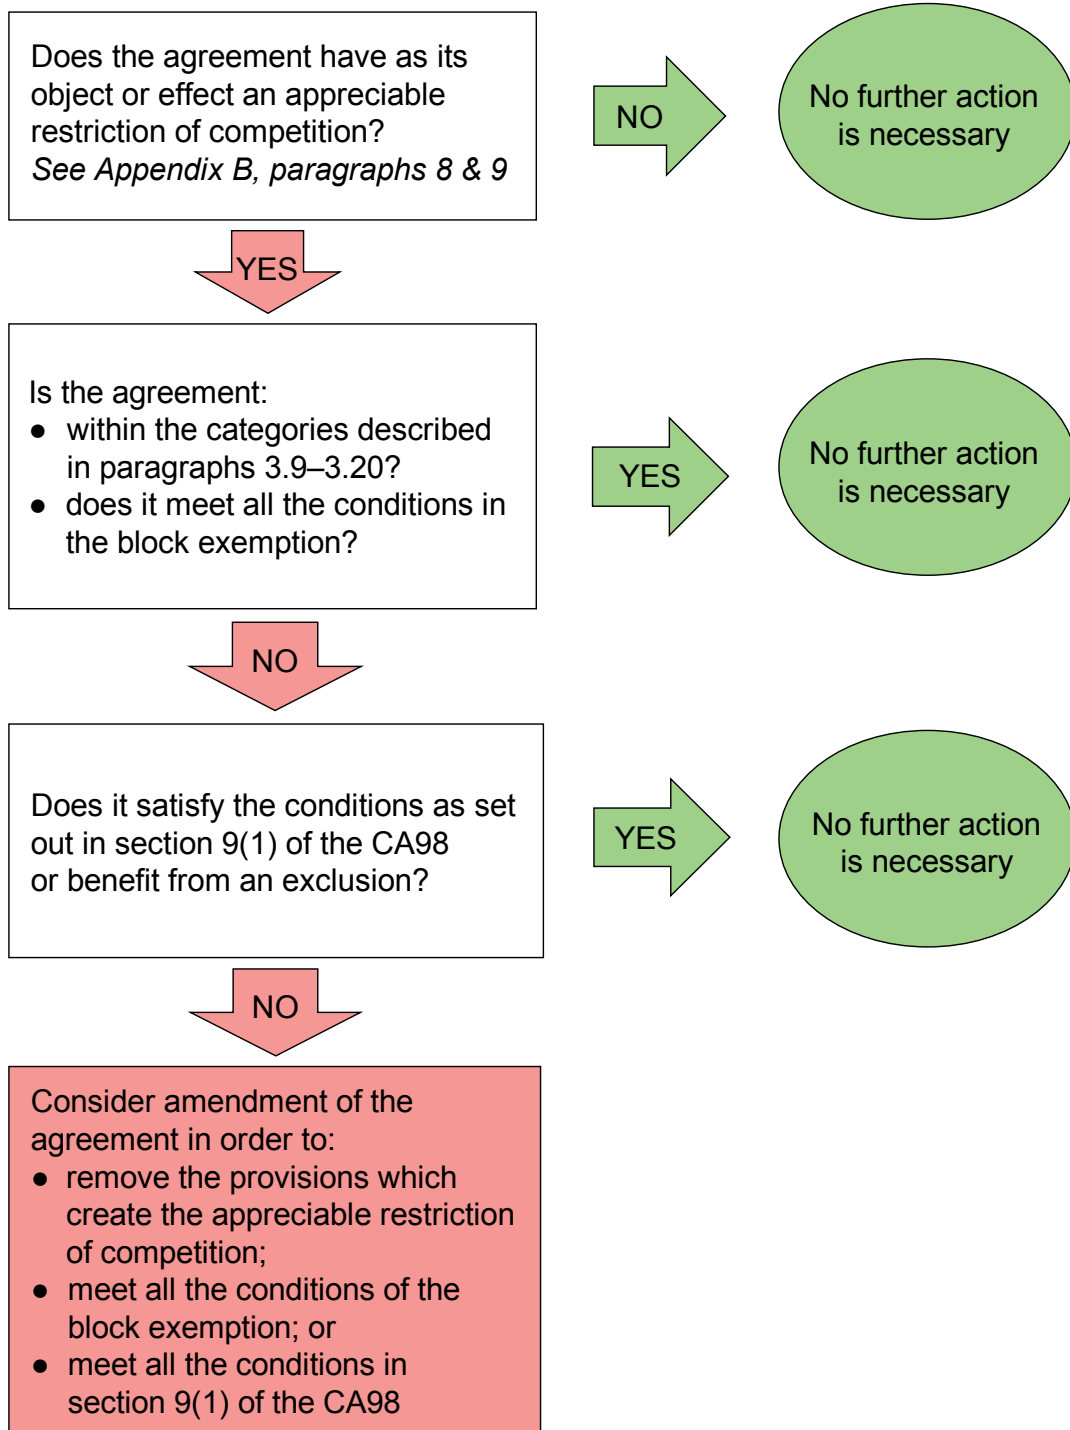 Does the agreement have as its
object or effect an appreciable
restriction of competition?
See Appendix B, paragraphs 8 & 9
NO
No further action
is necessary
YES
Is the agreement:
● within the categories described
in paragraphs 3.9–3.20?
● does it meet all the conditions in
the block exemption?
YES
No further action
is necessary
NO
Does it satisfy the conditions as set
out in section 9(1) of the CA98
or benefit from an exclusion?
YES
No further action
is necessary
NO
Consider amendment of the
agreement in order to:
● remove the provisions which
create the appreciable restriction
of competition;
● meet all the conditions of the
block exemption; or
● meet all the conditions in
section 9(1) of the CA98